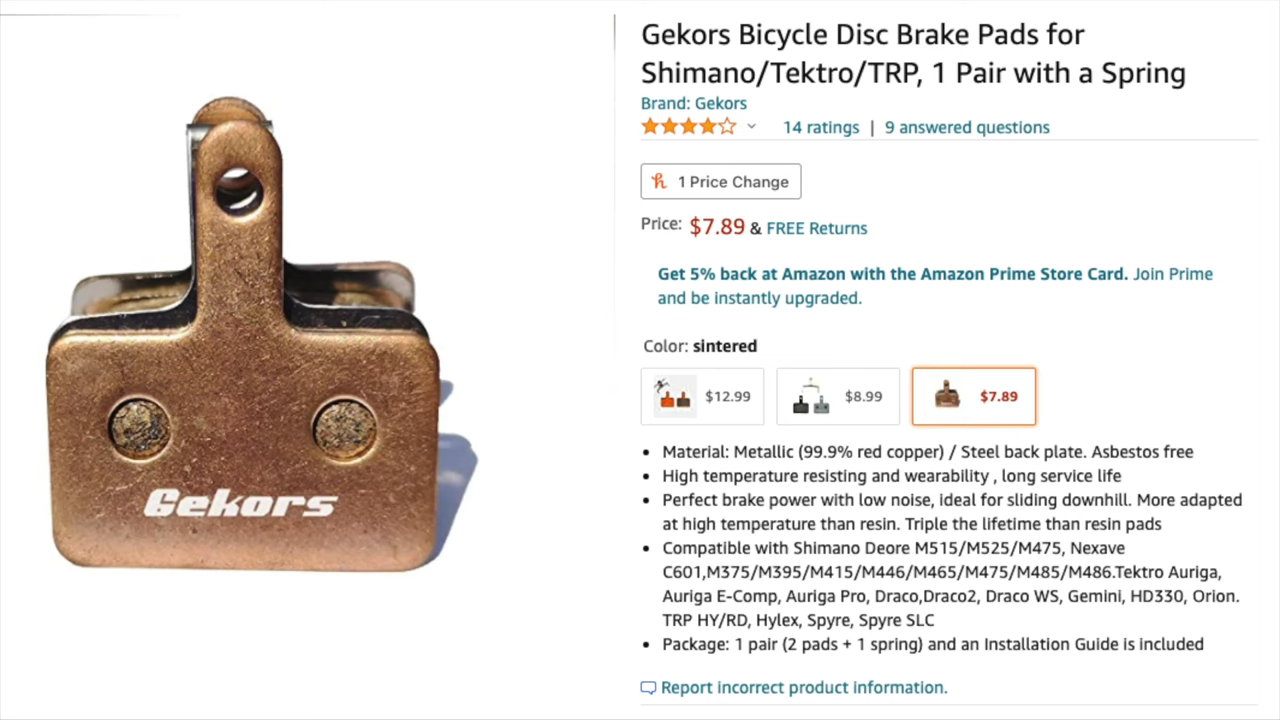 Gekors Bicycle Disc Brake Pads for
Shimano/Tektro/TRP, 1 Pair with a Spring
Brand: Gekors
14 ratings | 9 answered questions
h 1 Price Change
Price: $7.89 & FREE Returns
Get 5% back at Amazon with the Amazon Prime Store Card. Join Prime
and be instantly upgraded.
Color: sintered
$12.99 $8.99 $7.89
• Material: Metallic (99.9% red copper) / Steel back plate. Asbestos free
• High temperature resisting and wearability , long service life
• Perfect brake power with low noise, ideal for sliding downhill. More adapted
at high temperature than resin. Triple the lifetime than resin pads
• Compatible with Shimano Deore M515/M525/M475, Nexave
C601,M375/M395/M415/M446/M465/M475/M485/M486.Tektro Auriga,
Auriga E-Comp, Auriga Pro, Draco,Draco2, Draco WS, Gemini, HD330, Orion.
TRP HY/RD, Hylex, Spyre, Spyre SLC
• Package: 1 pair (2 pads + 1 spring) and an Installation Guide is included
Report incorrect product information.
Gekors